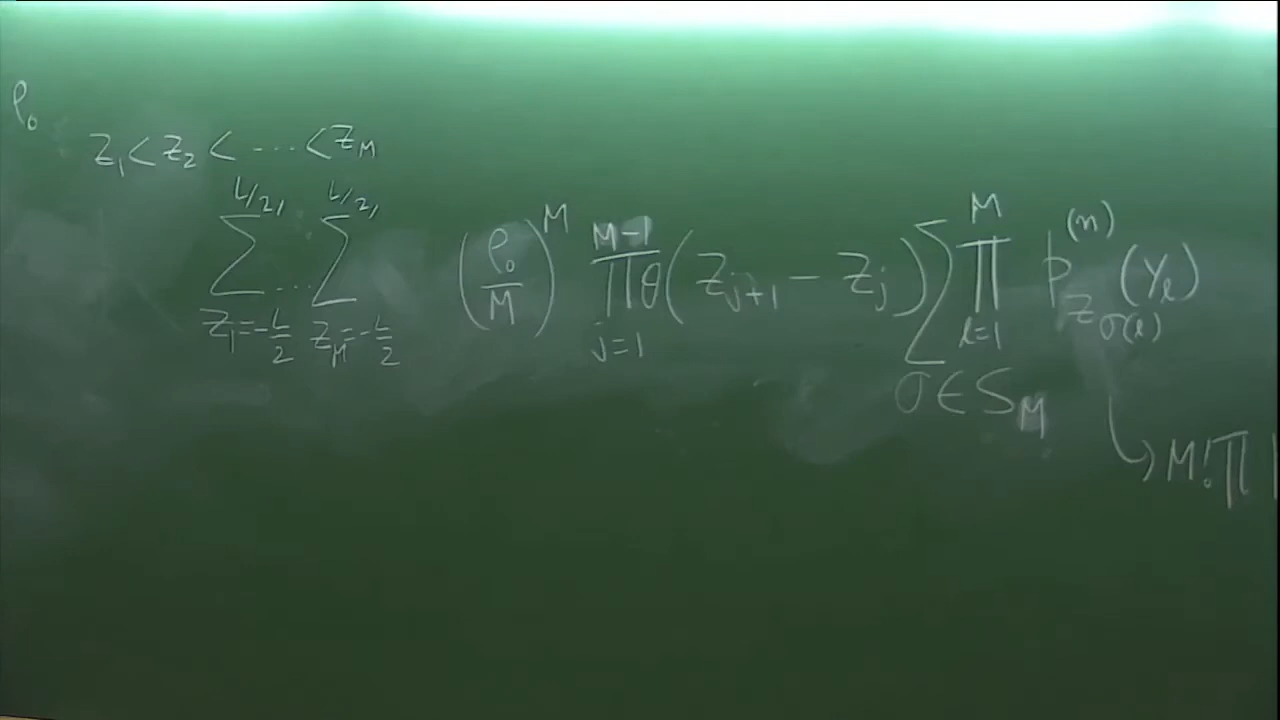 ρ₀
z₁ < z₂ < ... < z_M
∑_{z₁=-L/2}^{L/2} ... ∑_{z_M=-L/2}^{L/2} (ρ₀/M)^M ∏_{j=1}^{M-1} θ(z_{j+1} - z_j) ∑_{σ∈S_M} ∏_{l=1}^{M} p^{(n)}_{z_{σ(l)}}(y_l)
↳ M! ∏